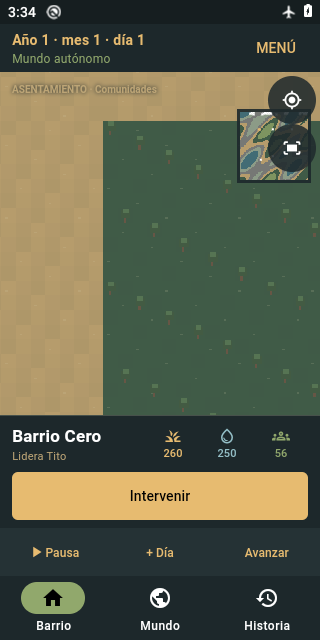 3:34
Año 1 · mes 1 · día 1
Mundo autónomo
MENÚ
ASENTAMIENTO · Comunidades
Barrio Cero
Lidera Tito
260
250
56
Intervenir
Pausa
+ Día
Avanzar
Barrio
Mundo
Historia